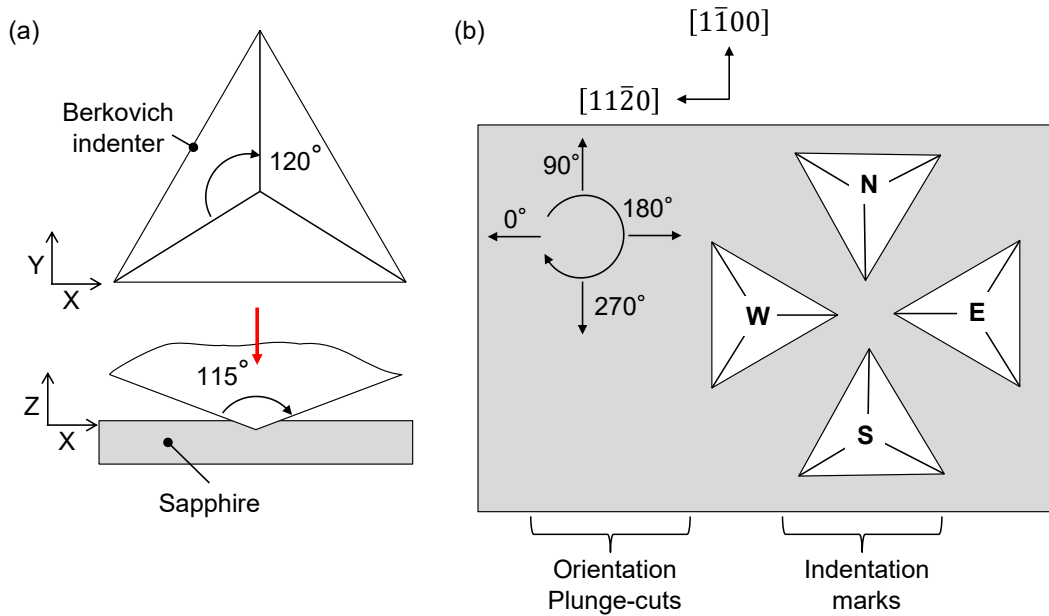 (a)
Berkovich
indenter
120°
Y
X
115°
Z
X
Sapphire
(b)
[11̅00]
[112̅0]
90°
0°
180°
270°
N
W
E
S
Orientation
Plunge-cuts
Indentation
marks